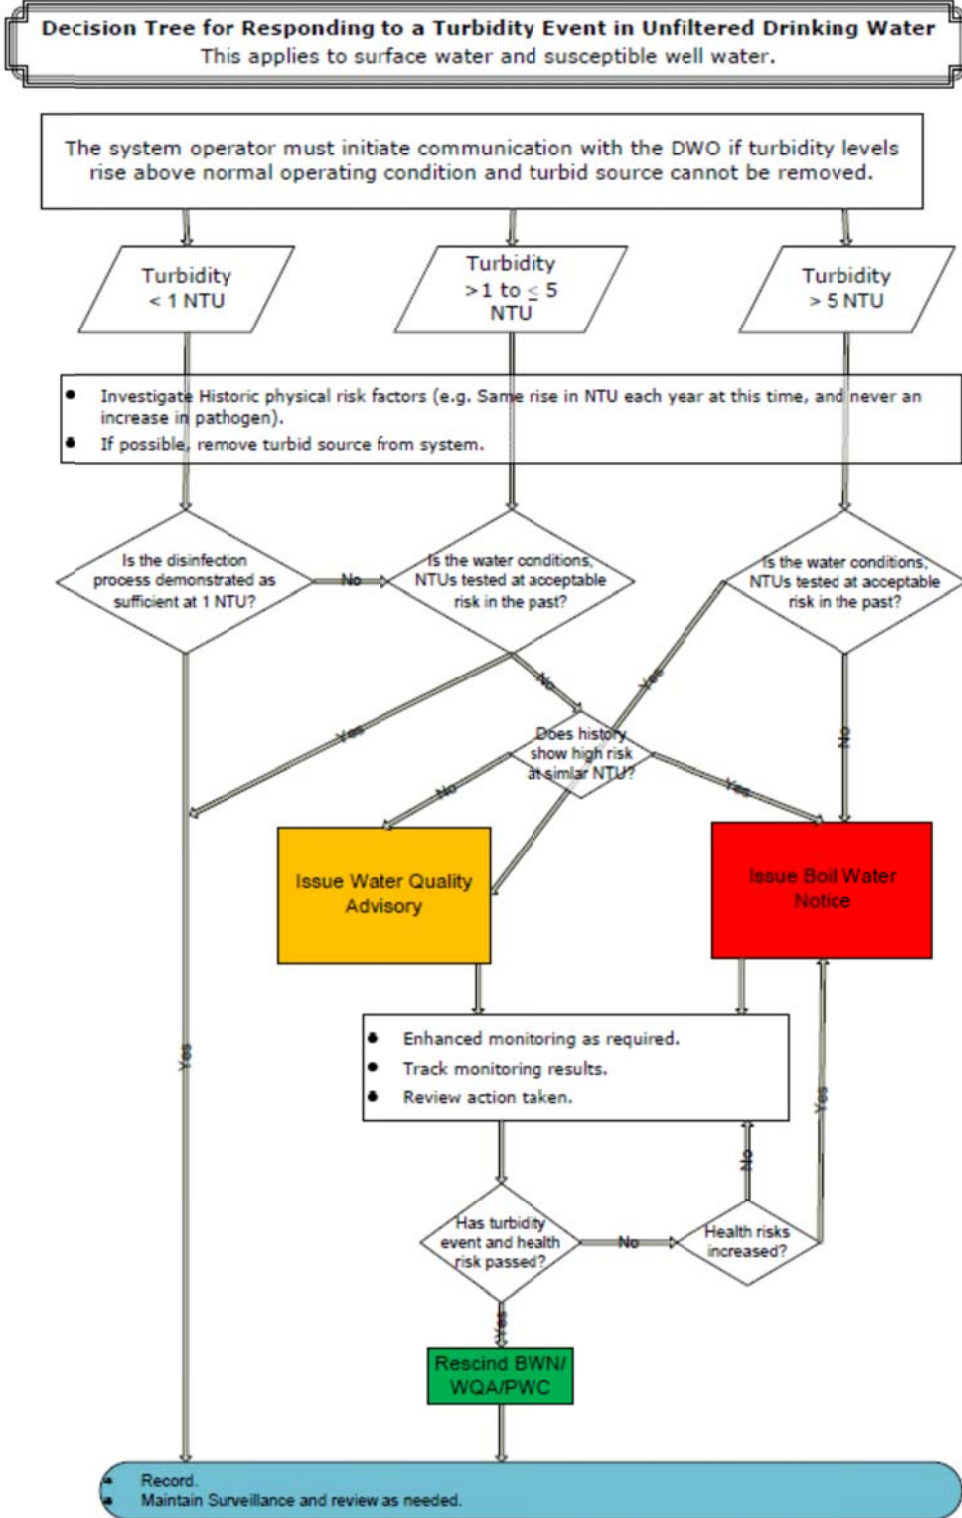 Decision Tree for Responding to a Turbidity Event in Unfiltered Drinking Water
This applies to surface water and susceptible well water.
The system operator must initiate communication with the DWO if turbidity levels
rise above normal operating condition and turbid source cannot be removed.
Turbidity
< 1 NTU
Turbidity
>1 to ≤ 5
NTU
Turbidity
> 5 NTU
• Investigate Historic physical risk factors (e.g. Same rise in NTU each year at this time, and never an
increase in pathogen).
• If possible, remove turbid source from system.
Is the disinfection
process demonstrated as
sufficient at 1 NTU?
No
Is the water conditions,
NTUs tested at acceptable
risk in the past?
Is the water conditions,
NTUs tested at acceptable
risk in the past?
No
Yes
Yes
No
Does history
show high risk
at simlar NTU?
No
Yes
Issue Water Quality
Advisory
Issue Boil Water
Notice
• Enhanced monitoring as required.
• Track monitoring results.
• Review action taken.
Yes
Yes
No
Has turbidity
event and health
risk passed?
No
Health risks
increased?
Yes
Rescind BWN/
WQA/PWC
• Record.
• Maintain Surveillance and review as needed.